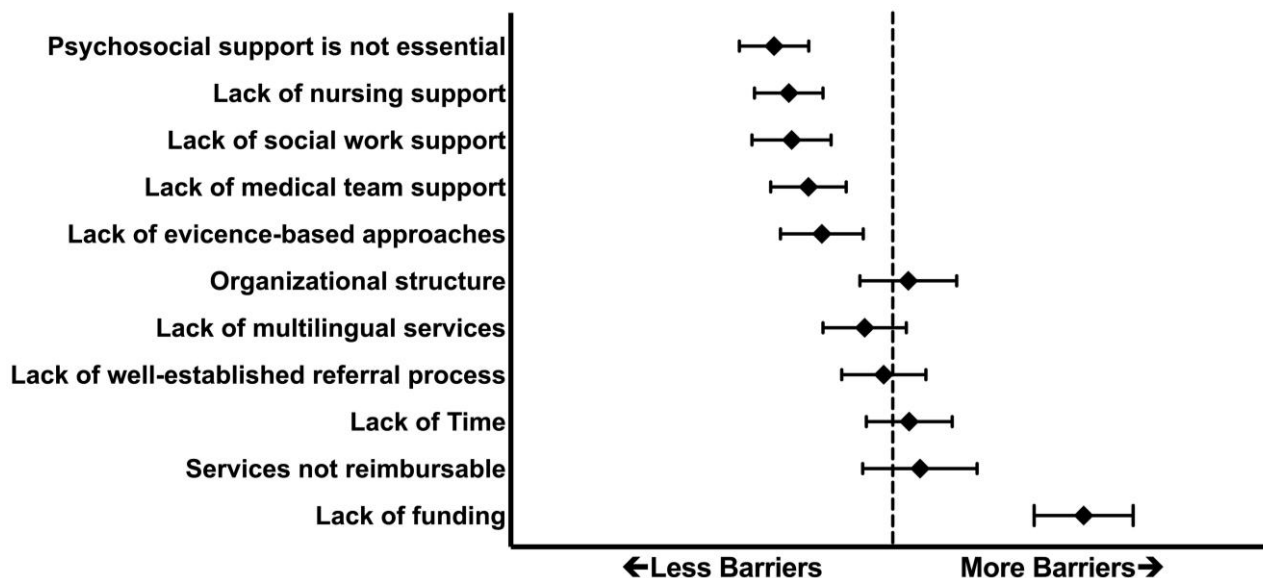 Psychosocial support is not essential
Lack of nursing support
Lack of social work support
Lack of medical team support
Lack of evicence-based approaches
Organizational structure
Lack of multilingual services
Lack of well-established referral process
Lack of Time
Services not reimbursable
Lack of funding
←Less Barriers More Barriers→